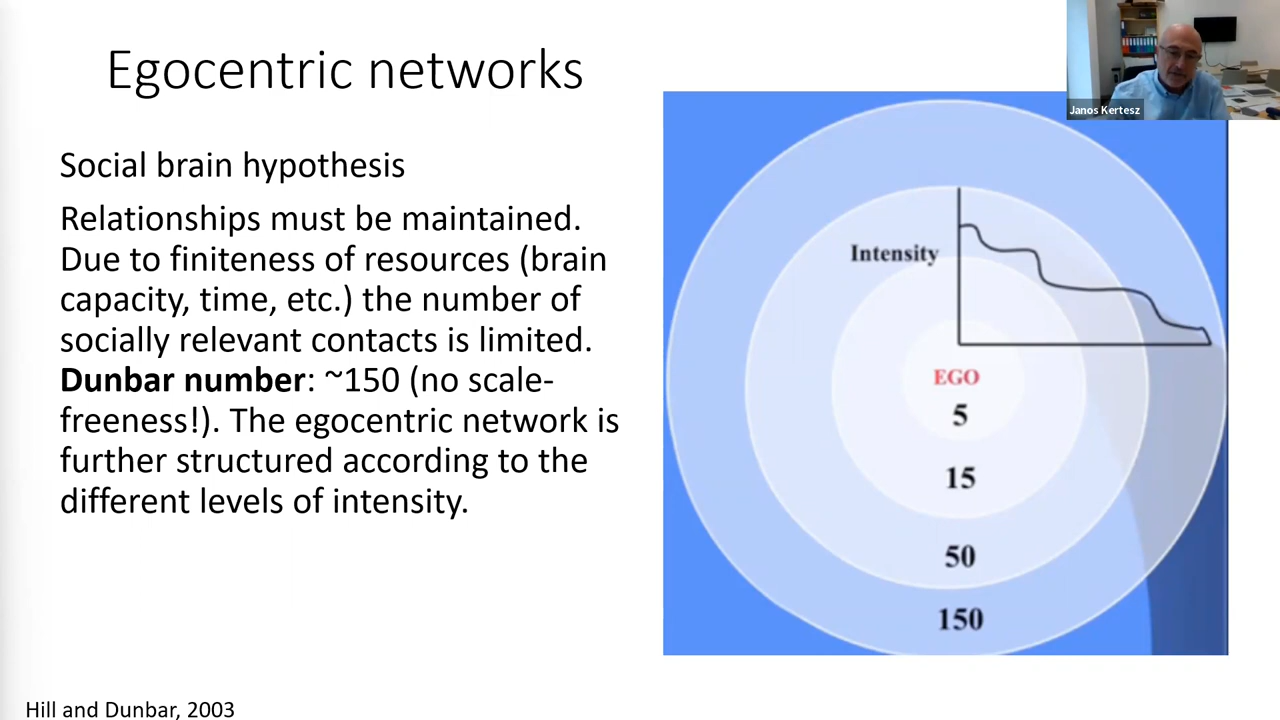 Egocentric networks
Janos Kertesz
Social brain hypothesis
Relationships must be maintained.
Due to finiteness of resources (brain
capacity, time, etc.) the number of
socially relevant contacts is limited.
Dunbar number: ~150 (no scale-
freeness!). The egocentric network is
further structured according to the
different levels of intensity.
Intensity
EGO
5
15
50
150
Hill and Dunbar, 2003